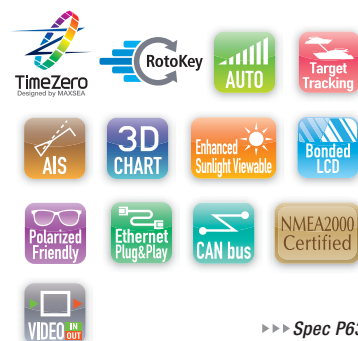 TimeZero
Designed by MAXSEA
RotoKey
AUTO
Target
Tracking
AIS
3D
CHART
Enhanced
Sunlight Viewable
Bonded
LCD
Polarized
Friendly
Ethernet
Plug&Play
CAN bus
NMEA2000
Certified
VIDEO IN
OUT
▶▶▶Spec P63